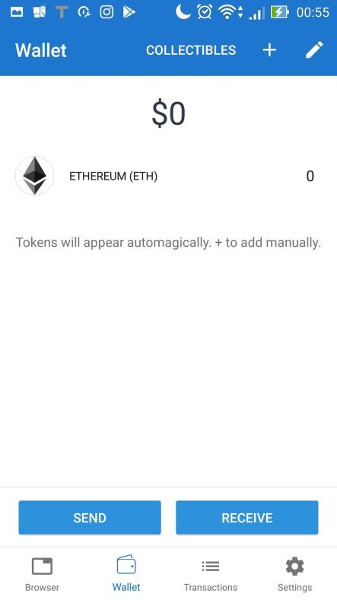 00:55
Wallet COLLECTIBLES +
$0
ETHEREUM (ETH) 0
Tokens will appear automagically. + to add manually.
SEND RECEIVE
Browser Wallet Transactions Settings